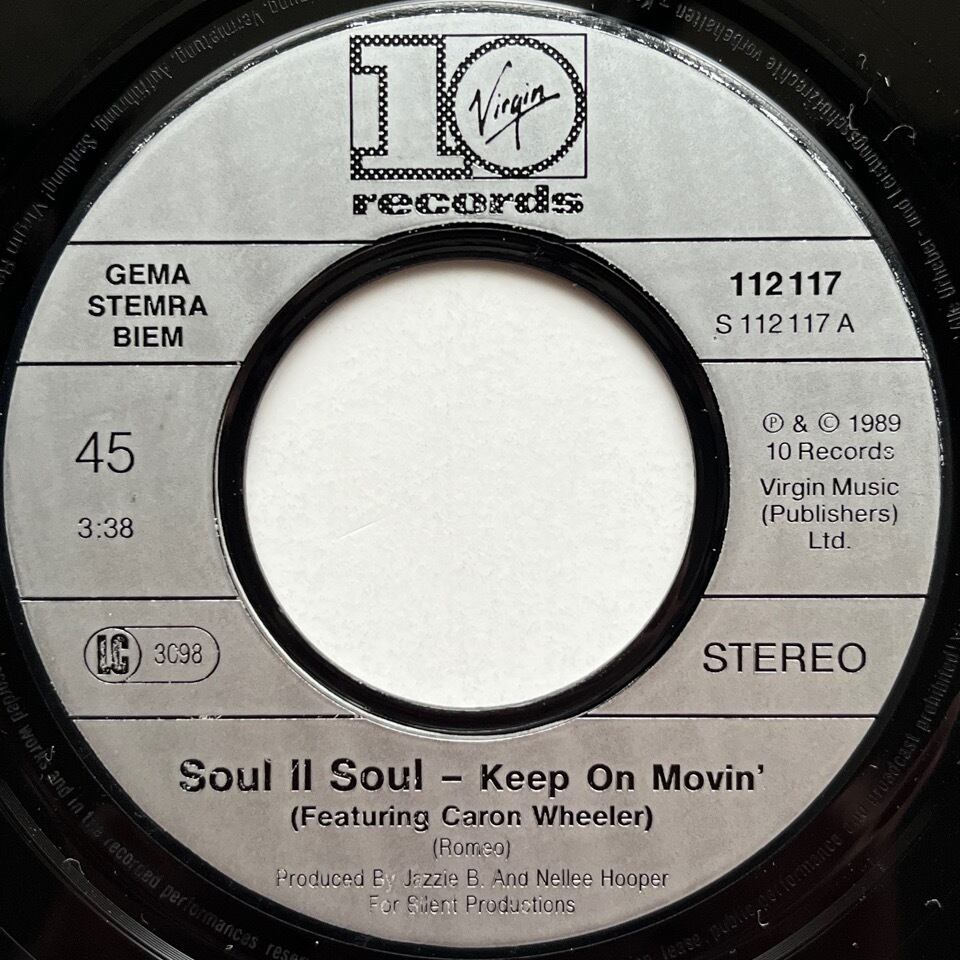 10
Virgin
records
GEMA
STEMRA
BIEM
112 117
S 112 117 A
45
3:38
℗ & © 1989
10 Records
Virgin Music
(Publishers)
Ltd.
LC 3098
STEREO
Soul II Soul – Keep On Movin'
(Featuring Caron Wheeler)
(Romeo)
Produced By Jazzie B. And Nellee Hooper
For Silent Productions